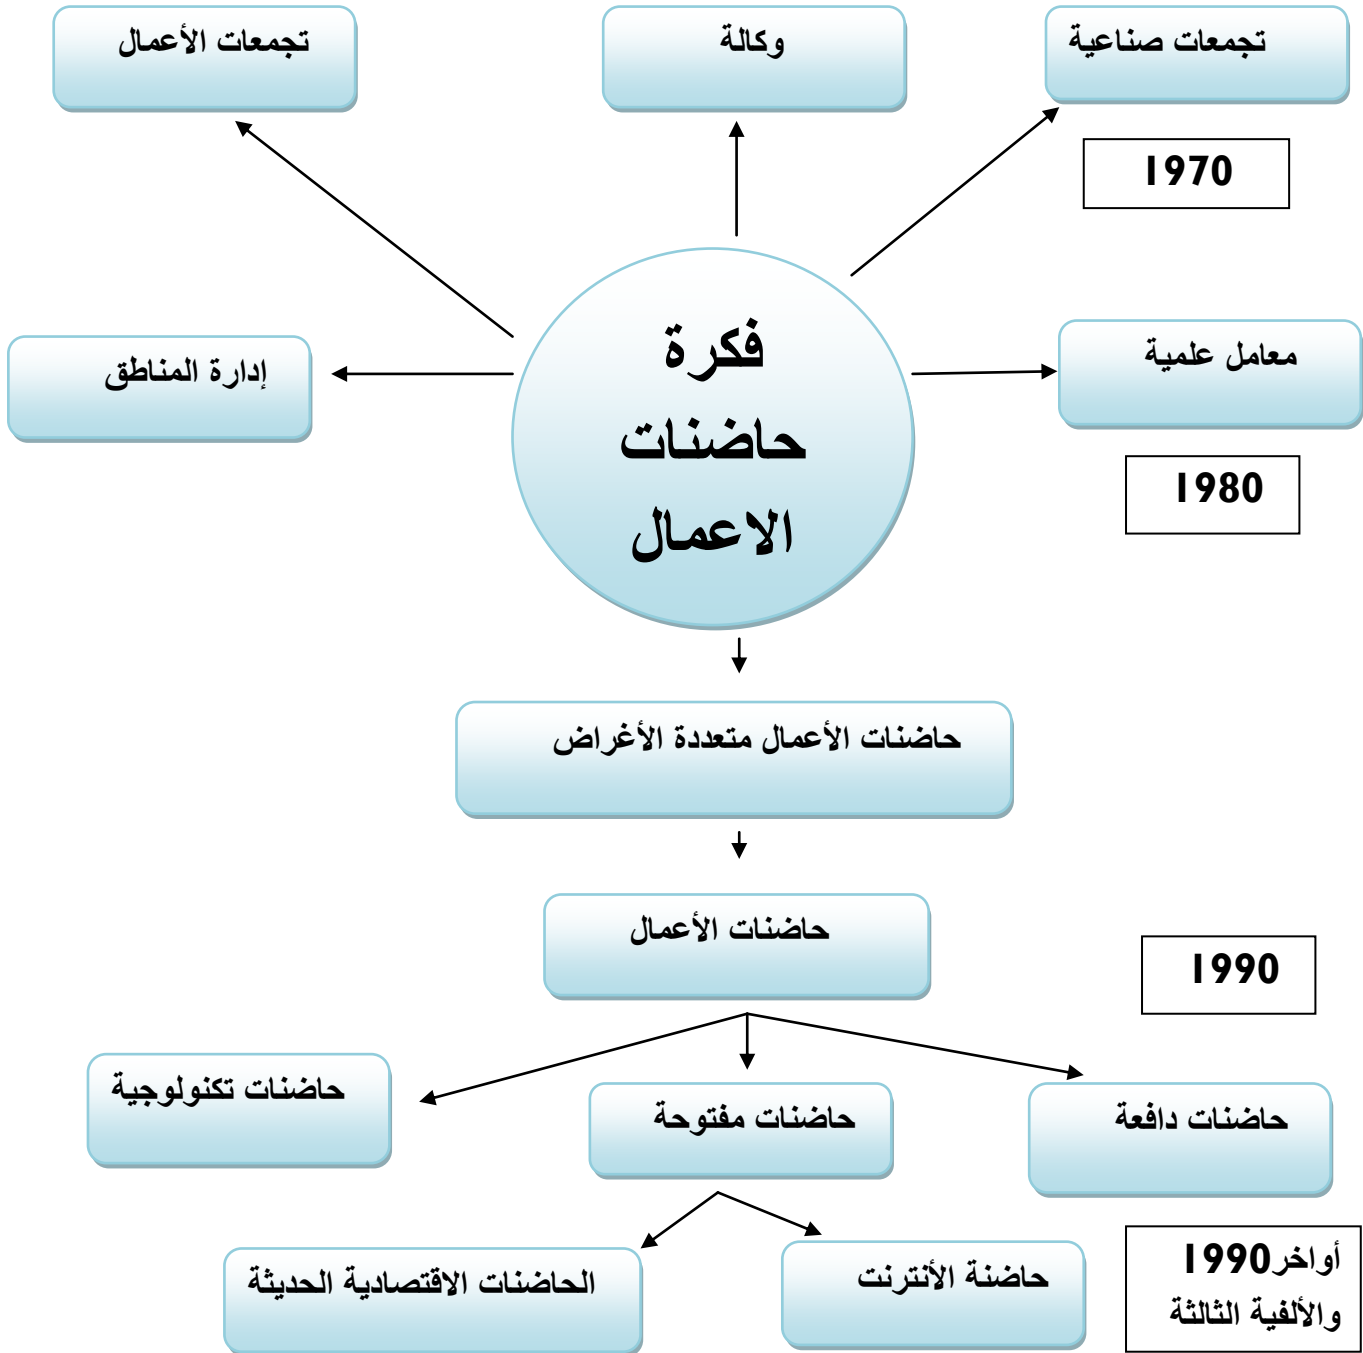 تجمعات صناعية
وكالة
تجمعات الأعمال
1970
فكرة
حاضنات
الاعمال
معامل علمية
إدارة المناطق
1980
حاضنات الأعمال متعددة الأغراض
حاضنات الأعمال
1990
حاضنات دافعة
حاضنات مفتوحة
حاضنات تكنولوجية
أواخر1990
والألفية الثالثة
حاضنة الأنترنت
الحاضنات الاقتصادية الحديثة